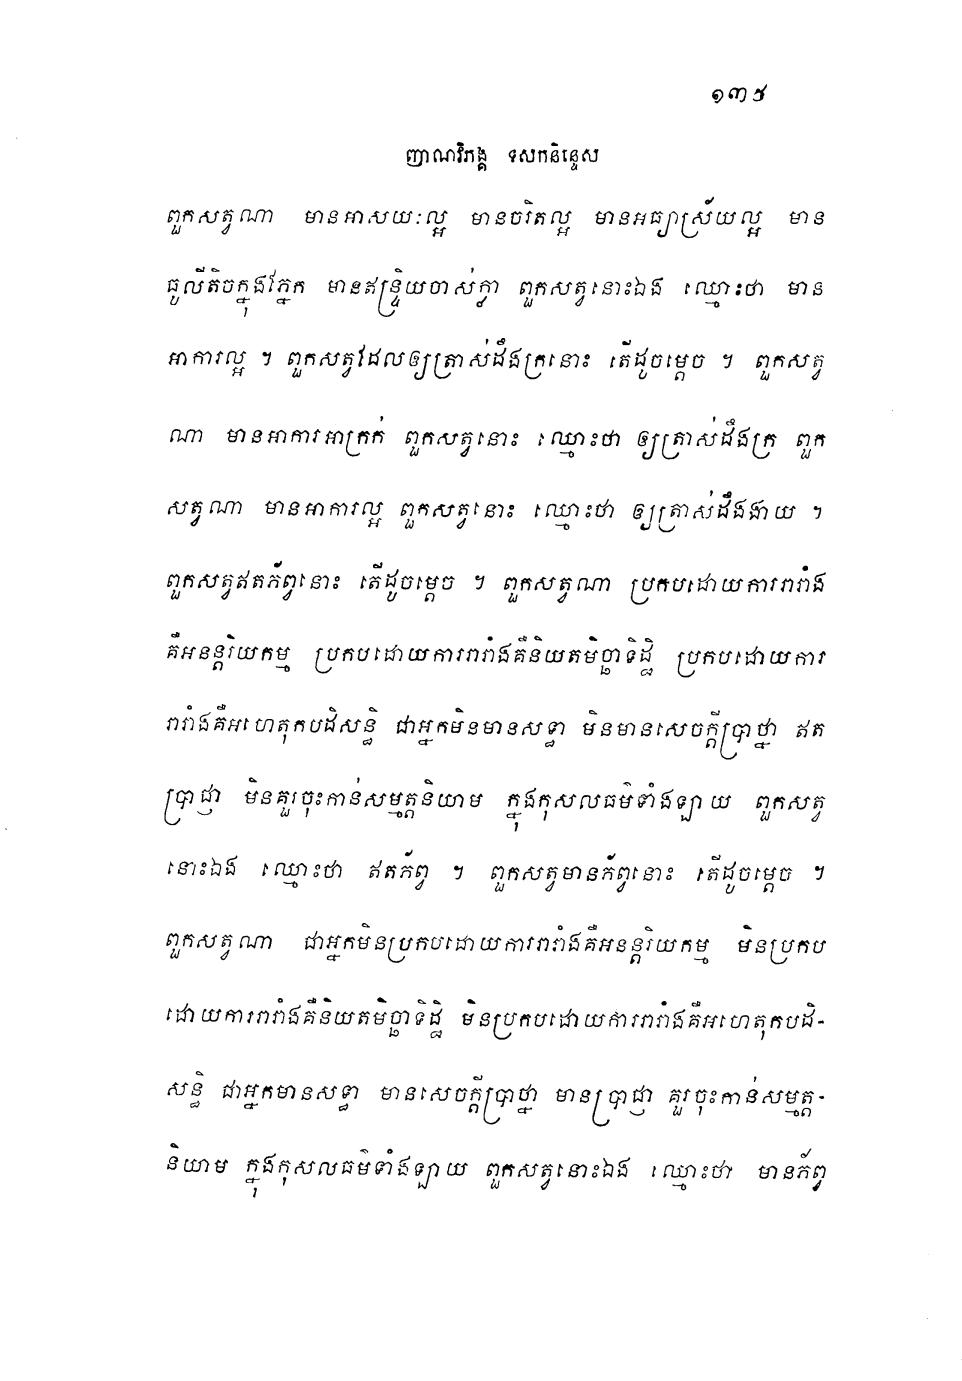 ១៣៥
ញាណវិភង្គ ទសកនិទ្ទេស
ពួកសត្វណា មានអាសយៈល្អ មានចរិតល្អ មានអធ្យាស្រ័យល្អ មាន
ធូលីតិចក្នុងភ្នែក មានឥន្ទ្រិយចាស់ក្លា ពួកសត្វនោះឯង ឈ្មោះថា មាន
អាការល្អ ។ ពួកសត្វដែលឲ្យត្រាស់ដឹងក្រនោះ តើដូចម្តេច ។ ពួកសត្វ
ណា មានអាការអាក្រក់ ពួកសត្វនោះ ឈ្មោះថា ឲ្យត្រាស់ដឹងក្រ ពួក
សត្វណា មានអាការល្អ ពួកសត្វនោះ ឈ្មោះថា ឲ្យត្រាស់ដឹងងាយ ។
ពួកសត្វឥតភ័ព្វនោះ តើដូចម្តេច ។ ពួកសត្វណា ប្រកបដោយការរារាំង
គឺអនន្តរិយកម្ម ប្រកបដោយការរារាំងគឺនិយតមិច្ឆាទិដ្ឋិ ប្រកបដោយការ
រារាំងគឺអហេតុកបដិសន្ធិ ជាអ្នកមិនមានសទ្ធា មិនមានសេចក្តីប្រាថ្នា ឥត
ប្រាជ្ញា មិនគួរចុះកាន់សម្មត្តនិយាម ក្នុងកុសលធម៌ទាំងឡាយ ពួកសត្វ
នោះឯង ឈ្មោះថា ឥតភ័ព្វ ។ ពួកសត្វមានភ័ព្វនោះ តើដូចម្តេច ។
ពួកសត្វណា ជាអ្នកមិនប្រកបដោយការរារាំងគឺអនន្តរិយកម្ម មិនប្រកប
ដោយការរារាំងគឺនិយតមិច្ឆាទិដ្ឋិ មិនប្រកបដោយការរារាំងគឺអហេតុកបដិ-
សន្ធិ ជាអ្នកមានសទ្ធា មានសេចក្តីប្រាថ្នា មានប្រាជ្ញា គួរចុះកាន់សម្មត្ត-
និយាម ក្នុងកុសលធម៌ទាំងឡាយ ពួកសត្វនោះឯង ឈ្មោះថា មានភ័ព្វ